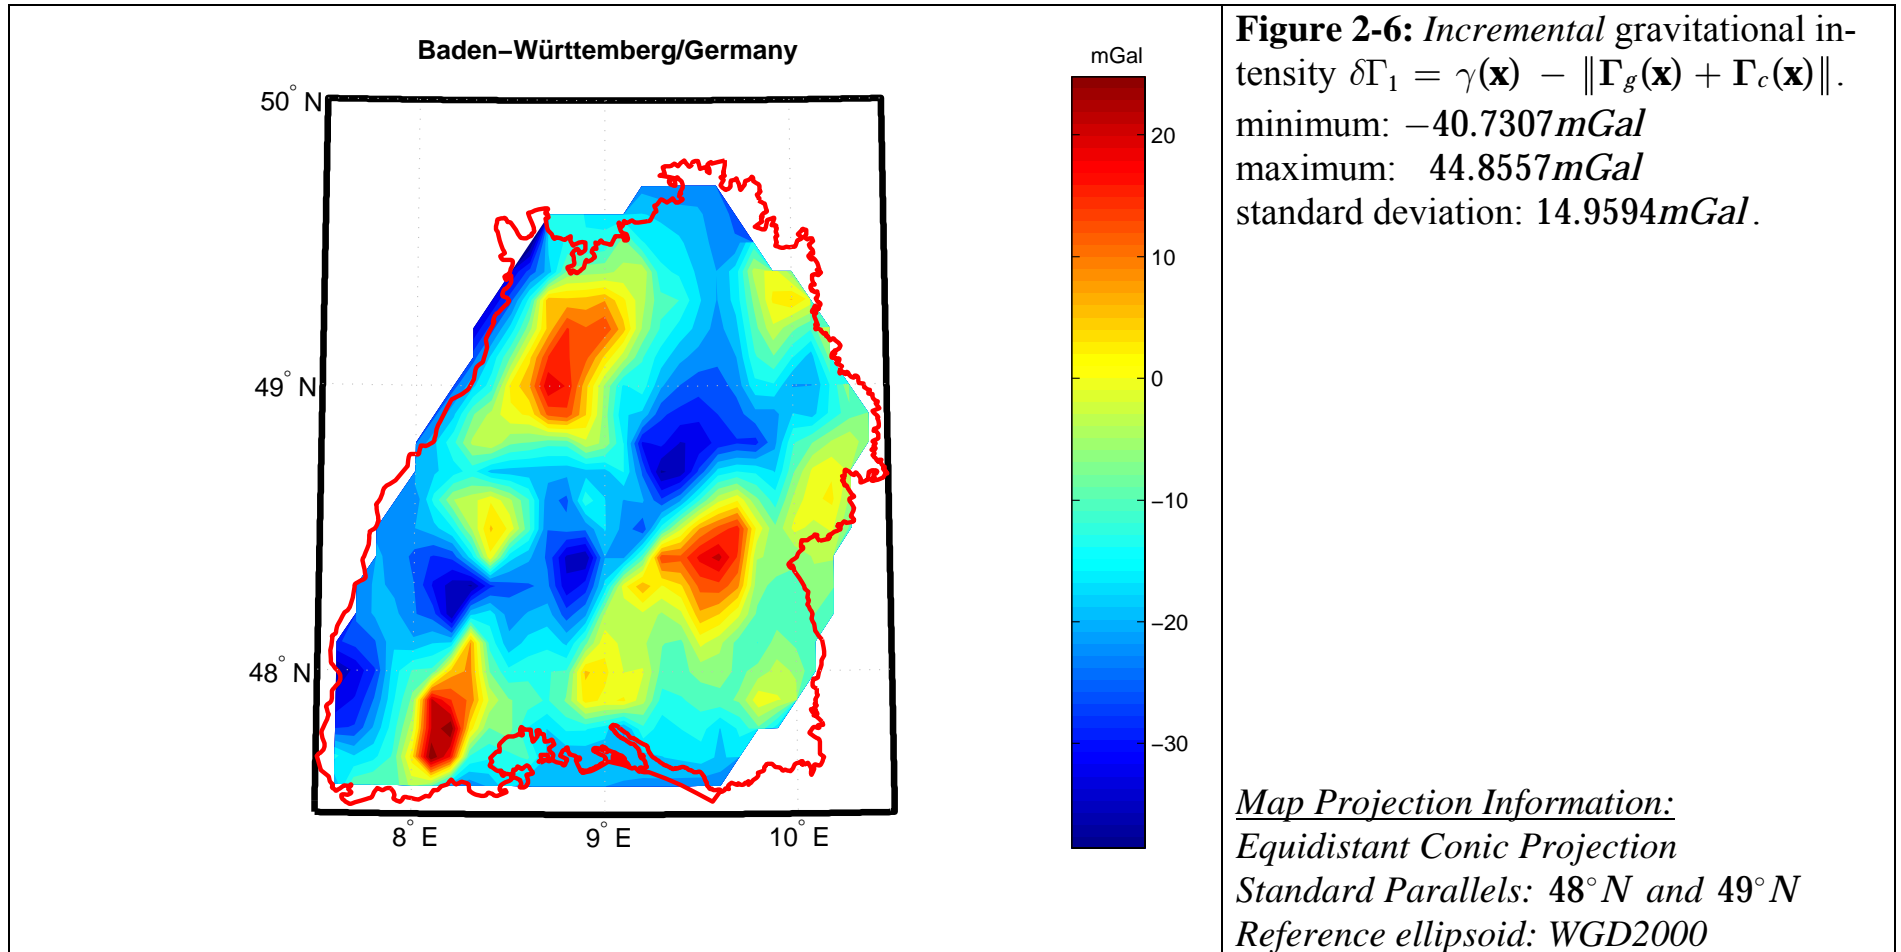 Baden−Württemberg/Germany
mGal
50° N
49° N
48° N
8° E
9° E
10° E
20
10
0
−10
−20
−30
Figure 2-6: Incremental gravitational in-
tensity δΓ₁ = γ(x) − ‖Γ_g(x) + Γ_c(x)‖.
minimum: −40.7307mGal
maximum: 44.8557mGal
standard deviation: 14.9594mGal.
Map Projection Information:
Equidistant Conic Projection
Standard Parallels: 48°N and 49°N
Reference ellipsoid: WGD2000